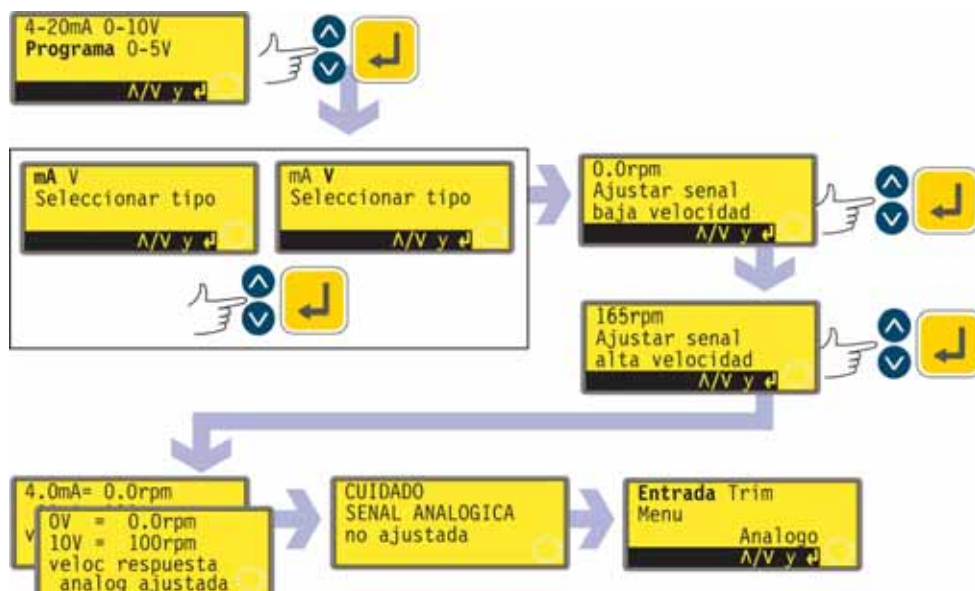 4-20mA 0-10V
Programa 0-5V
Λ/V y ↲
mA V
Seleccionar tipo
Λ/V y ↲
mA V
Seleccionar tipo
Λ/V y ↲
0.0rpm
Ajustar senal
baja velocidad
Λ/V y ↲
165rpm
Ajustar senal
alta velocidad
Λ/V y ↲
4.0mA= 0.0rpm
v
0V = 0.0rpm
10V = 100rpm
veloc respuesta
analog ajustada
CUIDADO
SENAL ANALOGICA
no ajustada
Entrada Trim
Menu
Analogo
Λ/V y ↲